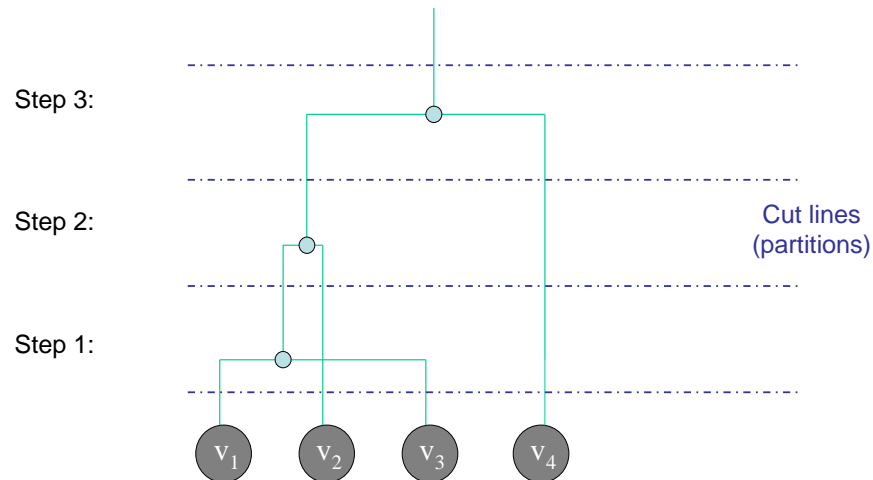 Step 3:
Step 2:
Cut lines
(partitions)
Step 1:
v₁ v₂ v₃ v₄